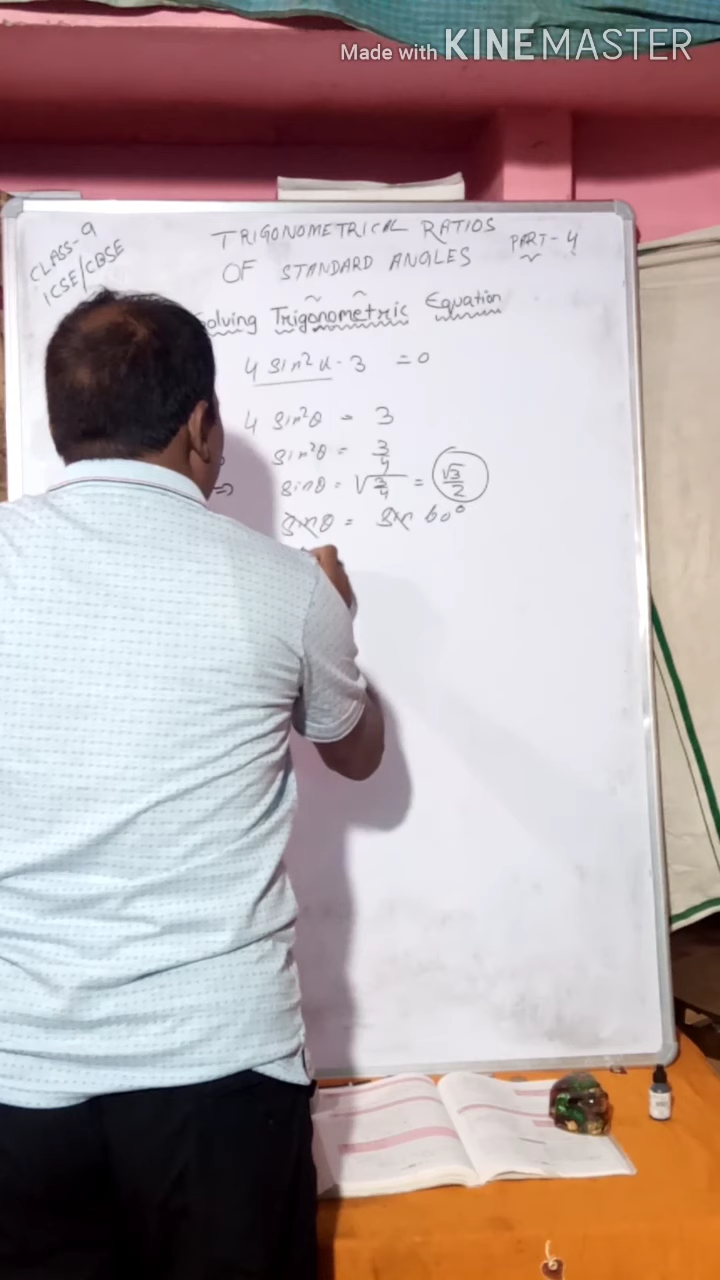 Made with KINEMASTER
CLASS-9
ICSE/CBSE
TRIGONOMETRICAL RATIOS
OF STANDARD ANGLES
PART-4
Solving Trigonometric Equation
4 sin²x - 3 = 0
4 sin²θ = 3
sin²θ = 3/4
⇒ sinθ = √3/4 = √3/2
sinθ = sin 60°